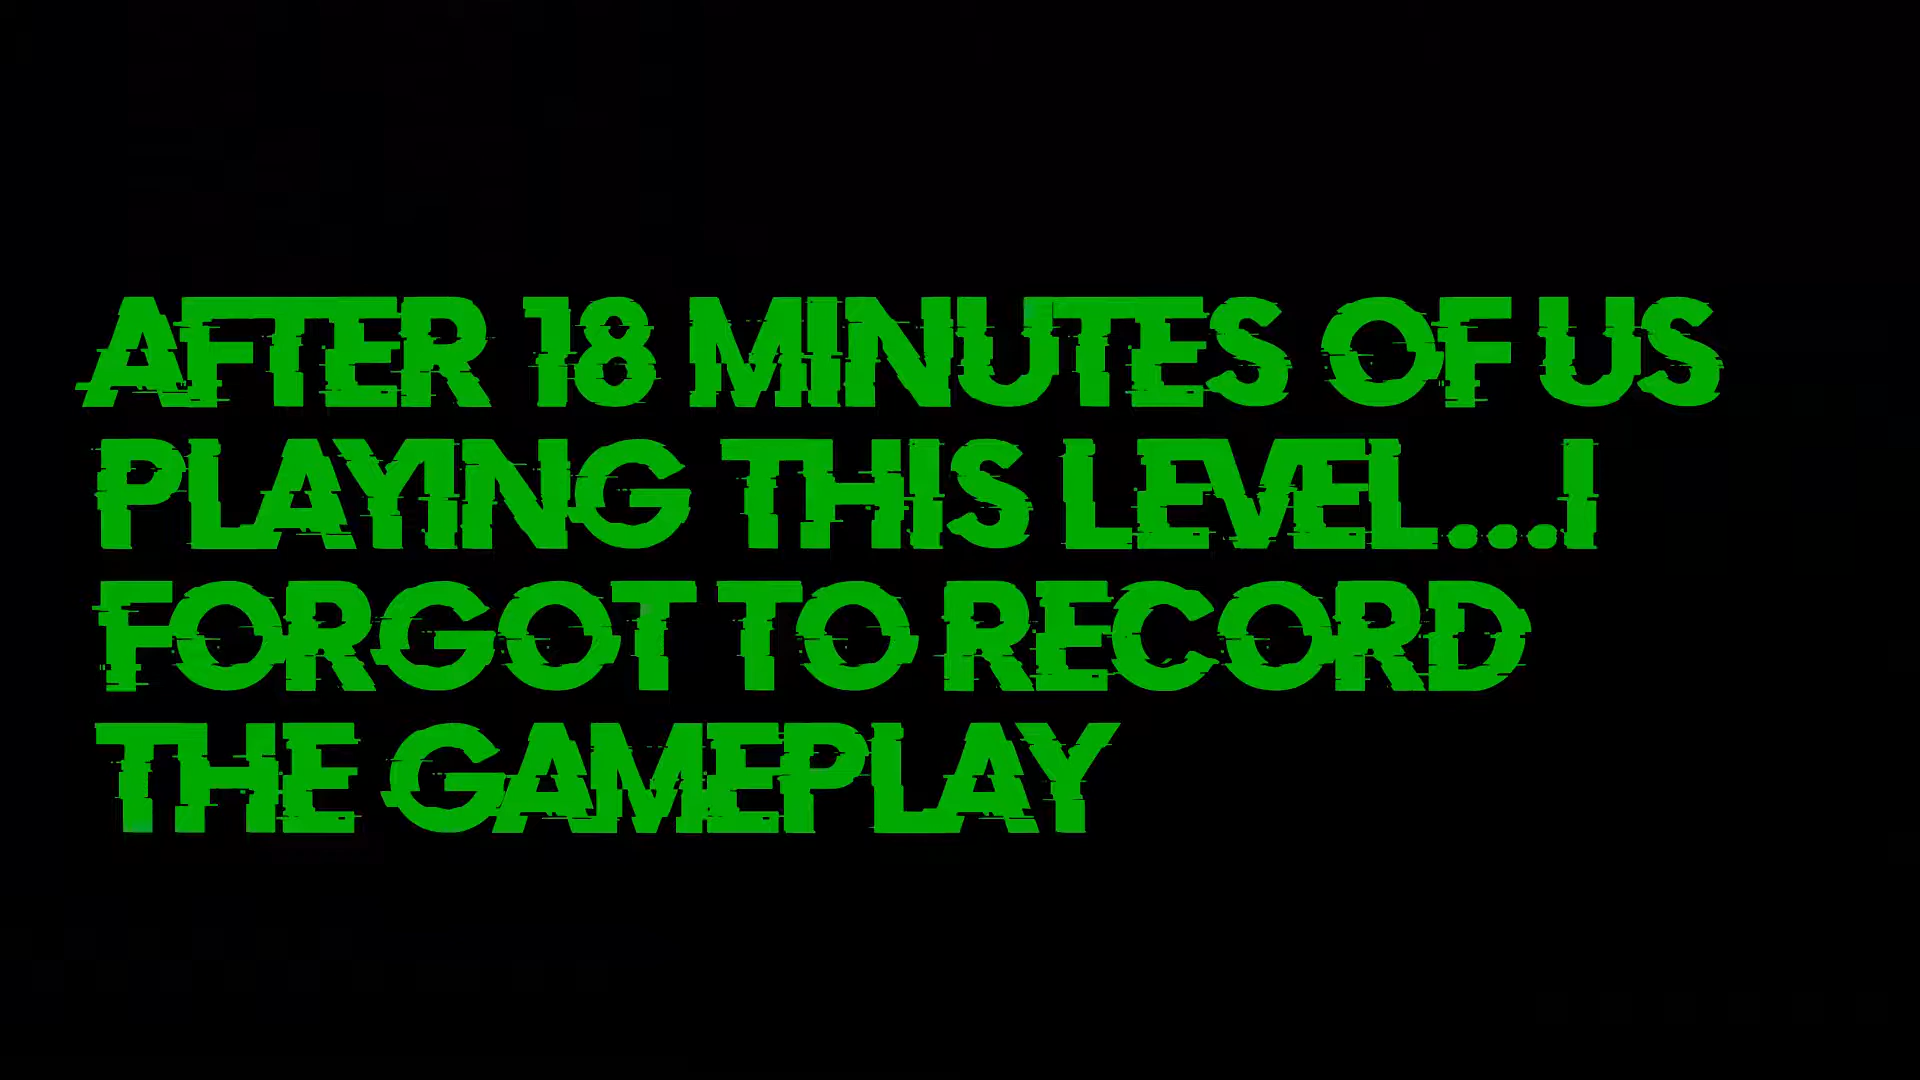 AFTER 18 MINUTES OF US
PLAYING THIS LEVEL...I
FORGOT TO RECORD
THE GAMEPLAY